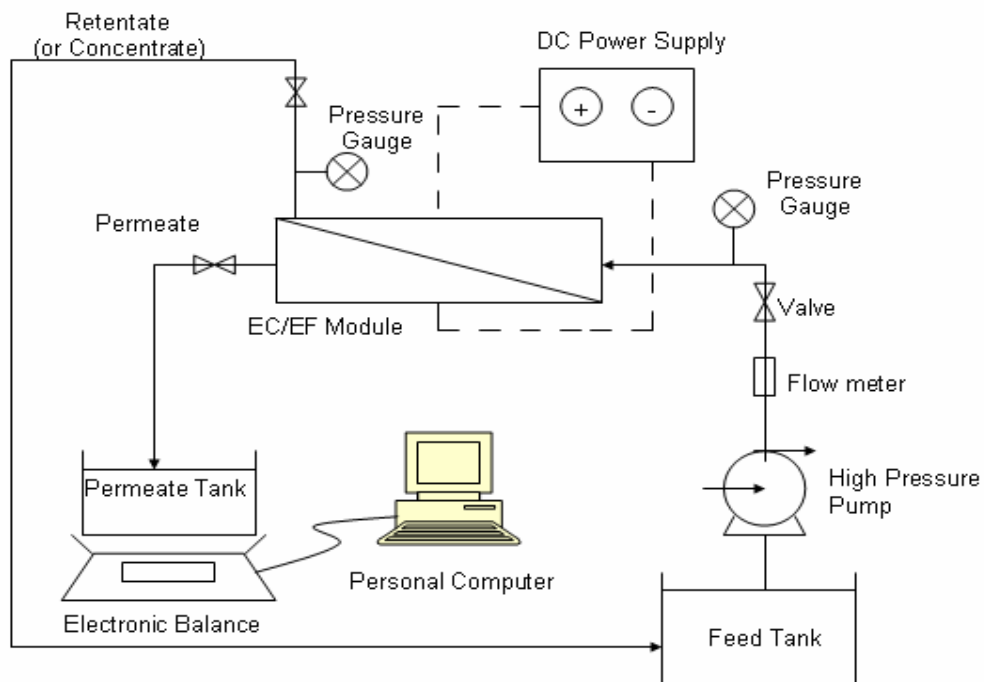 Retentate
(or Concentrate)
DC Power Supply
+ -
Pressure
Gauge
Pressure
Gauge
Permeate
EC/EF Module
Valve
Flow meter
Permeate Tank
High Pressure
Pump
Personal Computer
Electronic Balance
Feed Tank